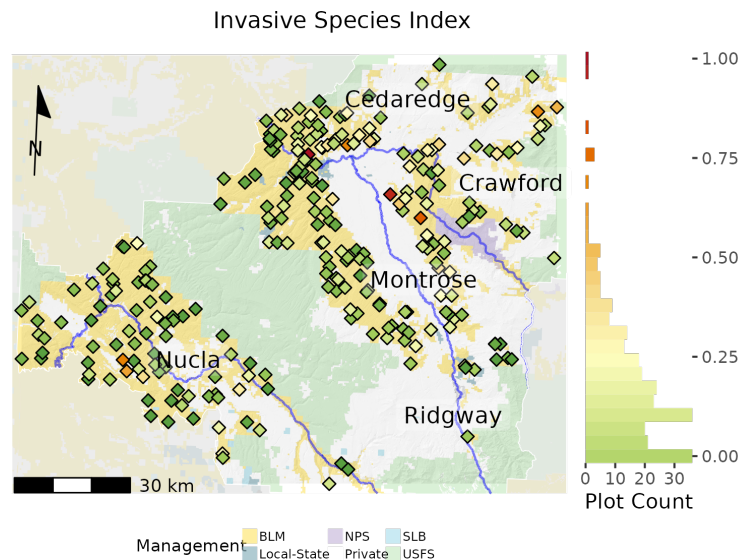 Invasive Species Index
N
Cedaredge
Crawford
Montrose
Nucla
Ridgway
30 km
1.00
0.75
0.50
0.25
0.00
0 10 20 30
Plot Count
Management
BLM NPS SLB
Local-State Private USFS